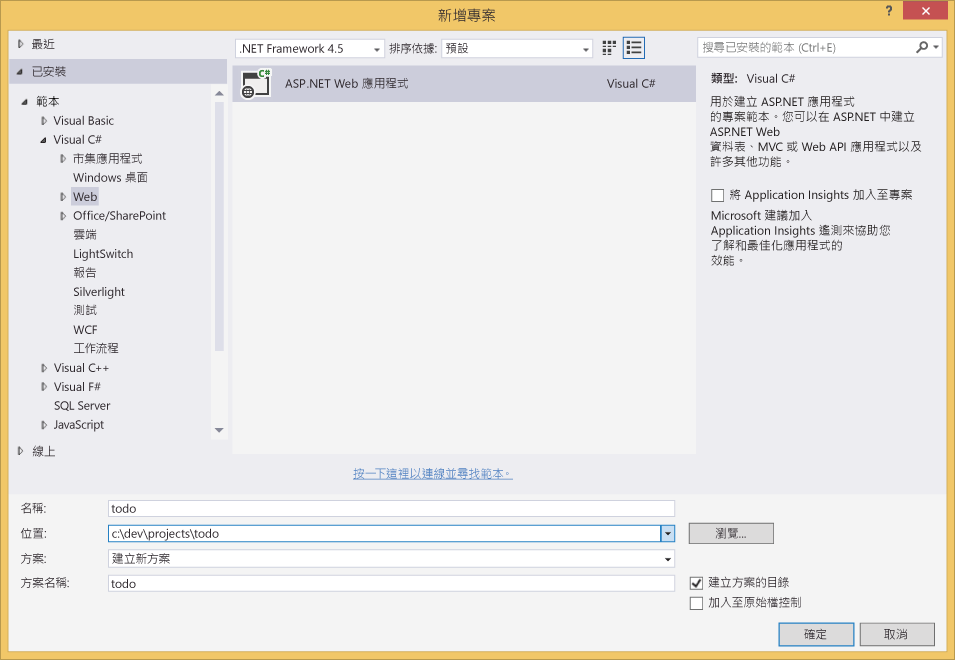 新增專案
?
最近
已安裝
範本
Visual Basic
Visual C#
市集應用程式
Windows 桌面
Web
Office/SharePoint
雲端
LightSwitch
報告
Silverlight
測試
WCF
工作流程
Visual C++
Visual F#
SQL Server
JavaScript
線上
.NET Framework 4.5
排序依據:
預設
C#
ASP.NET Web 應用程式
Visual C#
按一下這裡以連線並尋找範本。
搜尋已安裝的範本 (Ctrl+E)
類型: Visual C#
用於建立 ASP.NET 應用程式
的專案範本。您可以在 ASP.NET 中建立
ASP.NET Web
資料表、MVC 或 Web API 應用程式以及
許多其他功能。
將 Application Insights 加入至專案
Microsoft 建議加入
Application Insights 遙測來協助您
了解和最佳化應用程式的
效能。
名稱:
todo
位置:
c:\dev\projects\todo
瀏覽...
方案:
建立新方案
方案名稱:
todo
建立方案的目錄
加入至原始檔控制
確定
取消